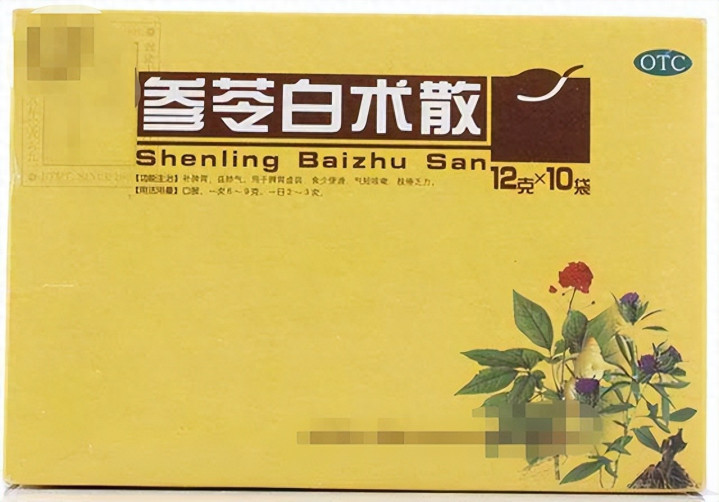 OTC
参苓白术散
Shenling Baizhu San
12克×10袋
【功能主治】补脾胃，益肺气。用于脾胃虚弱，食少便溏，气短咳嗽，肢倦乏力。
【用法用量】口服，一次6～9克，一日2～3次。